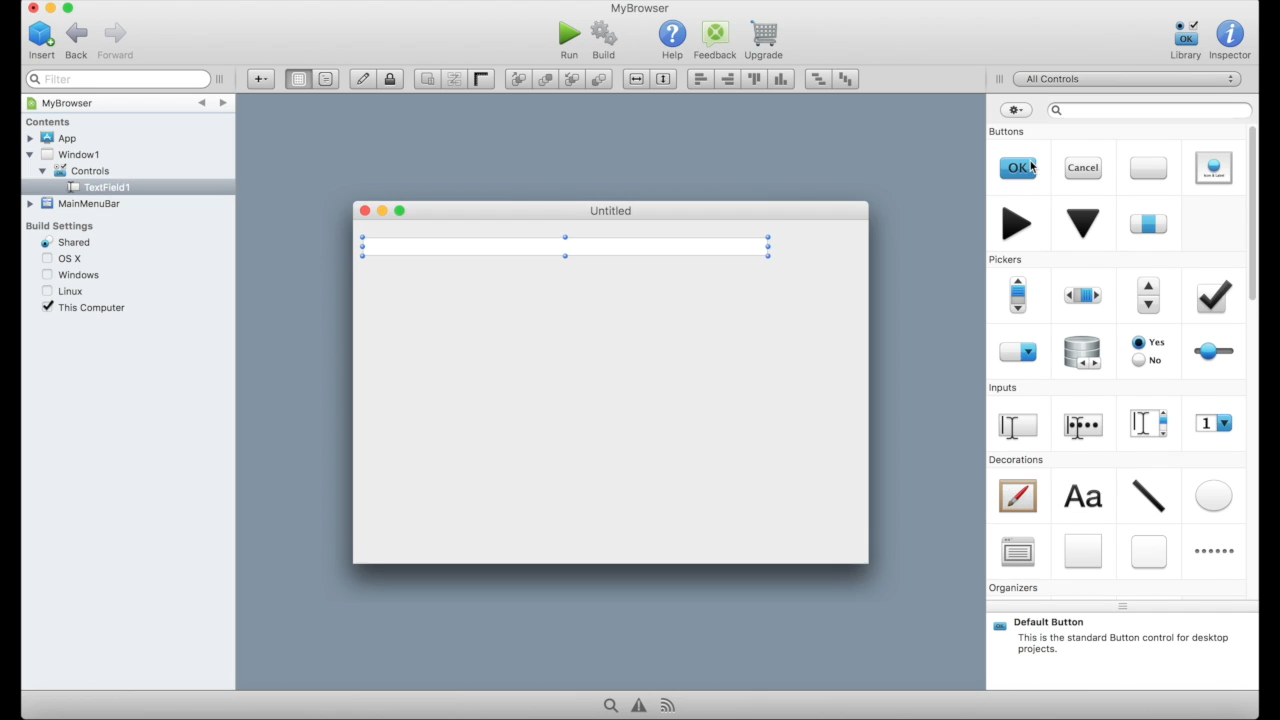 MyBrowser
Insert
Back
Forward
Run
Build
Help
Feedback
Upgrade
OK
Library
Inspector
Filter
All Controls
MyBrowser
Contents
App
Window1
Controls
TextField1
MainMenuBar
Build Settings
Shared
OS X
Windows
Linux
This Computer
Untitled
Buttons
OK
Cancel
Pickers
Yes
No
Inputs
1
Decorations
Aa
Organizers
OK
Default Button
This is the standard Button control for desktop
projects.